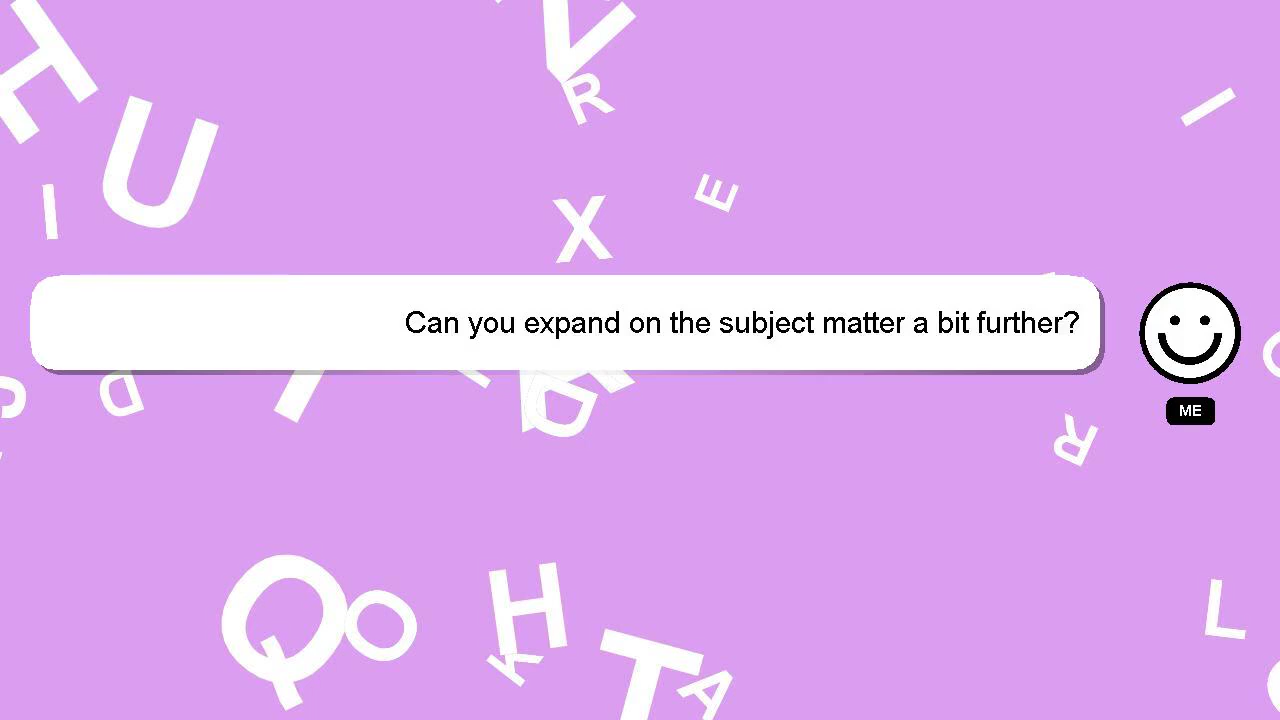 H
U
I
V
R
X
E
I
Can you expand on the subject matter a bit further?
ME
D
D
R
Q
O
H
K
T
A
L